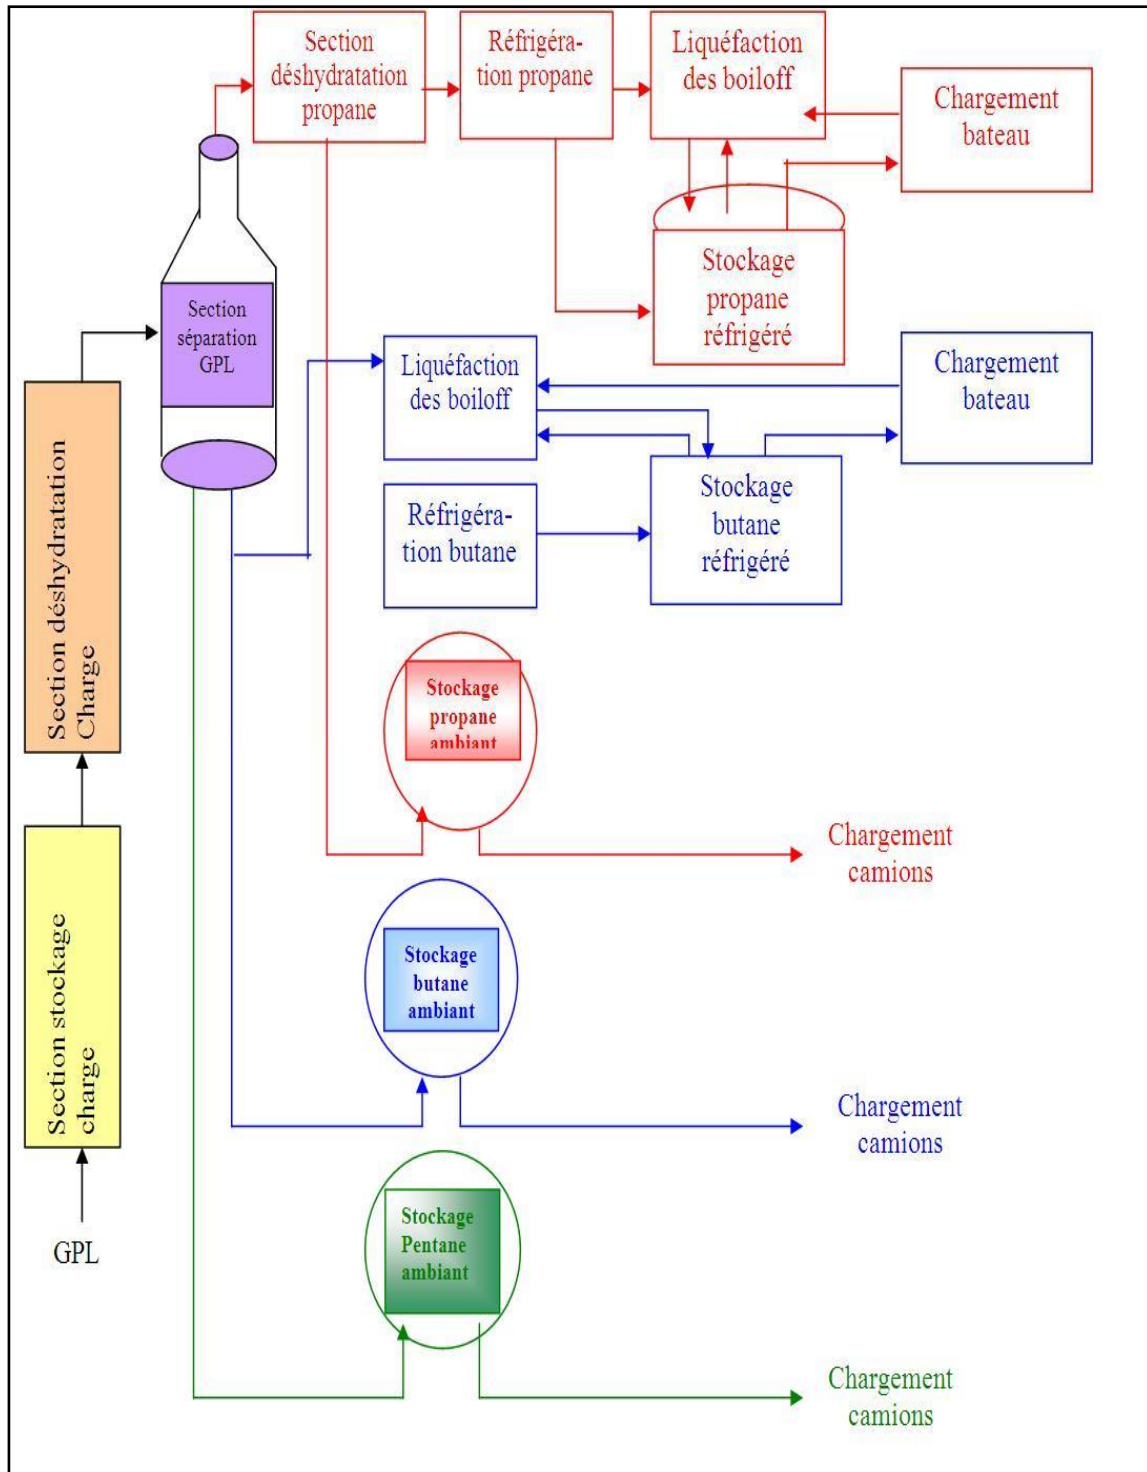 Section
déshydratation
propane
Réfrigéra-
tion propane
Liquéfaction
des boiloff
Chargement
bateau
Stockage
propane
réfrigéré
Section
séparation
GPL
Liquéfaction
des boiloff
Chargement
bateau
Réfrigéra-
tion butane
Stockage
butane
réfrigéré
Section déshydratation
Charge
Stockage
propane
ambiant
Chargement
camions
Section stockage
charge
Stockage
butane
ambiant
Chargement
camions
GPL
Stockage
Pentane
ambiant
Chargement
camions